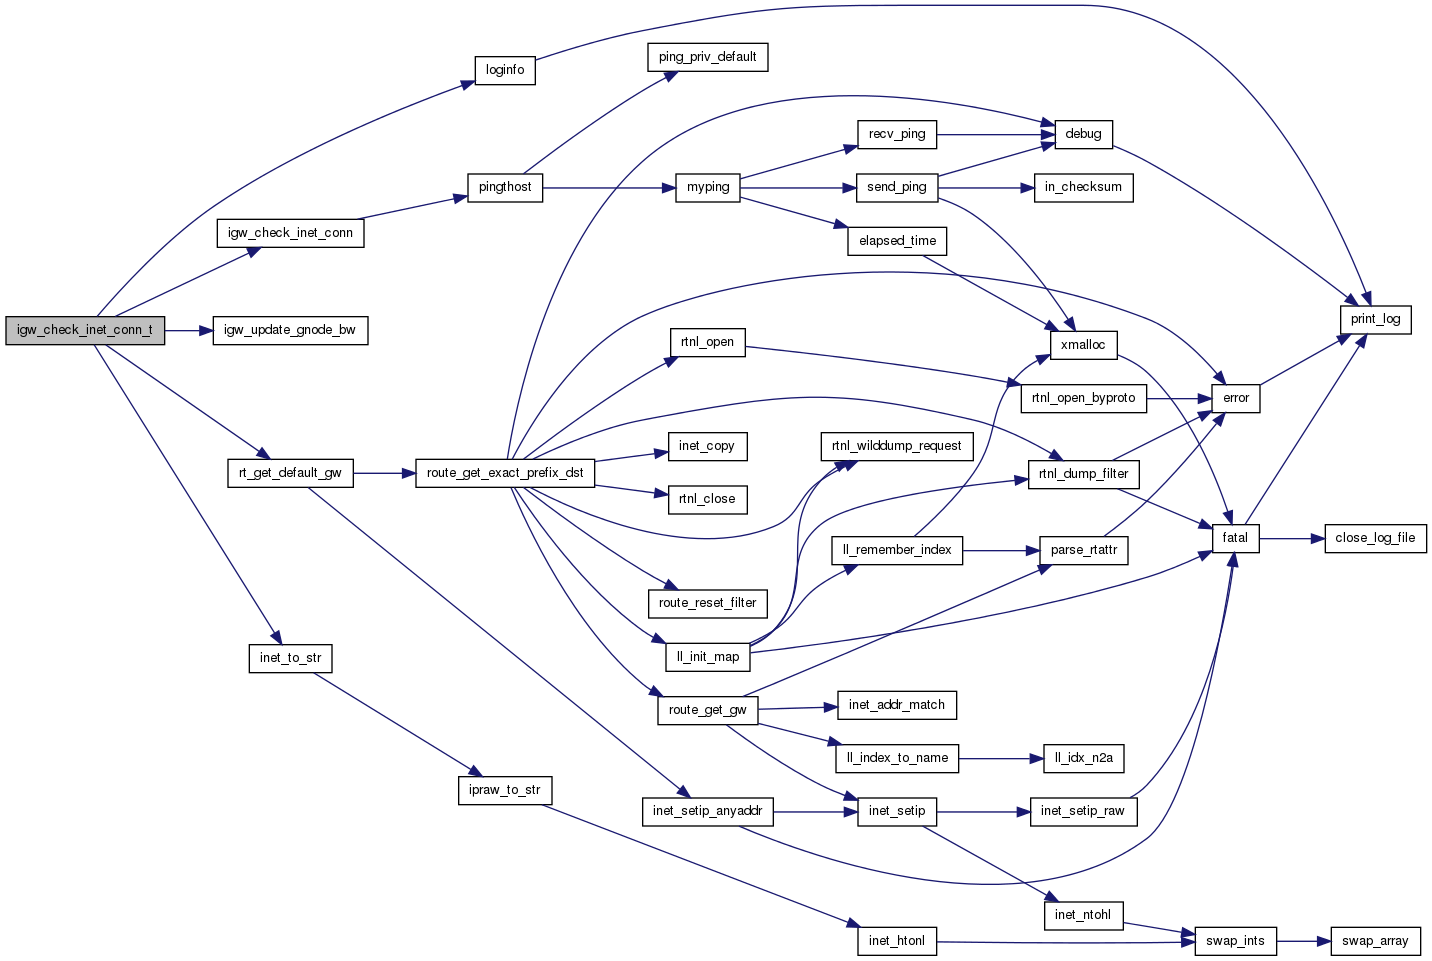 loginfo
ping_priv_default
recv_ping
debug
pingthost
myping
send_ping
in_checksum
igw_check_inet_conn
elapsed_time
igw_check_inet_conn_t
igw_update_gnode_bw
print_log
rtnl_open
xmalloc
rtnl_open_byproto
error
inet_copy
rtnl_wilddump_request
rt_get_default_gw
route_get_exact_prefix_dst
rtnl_dump_filter
rtnl_close
ll_remember_index
parse_rtattr
fatal
close_log_file
route_reset_filter
inet_to_str
ll_init_map
route_get_gw
inet_addr_match
ll_index_to_name
ll_idx_n2a
ipraw_to_str
inet_setip_anyaddr
inet_setip
inet_setip_raw
inet_ntohl
inet_htonl
swap_ints
swap_array